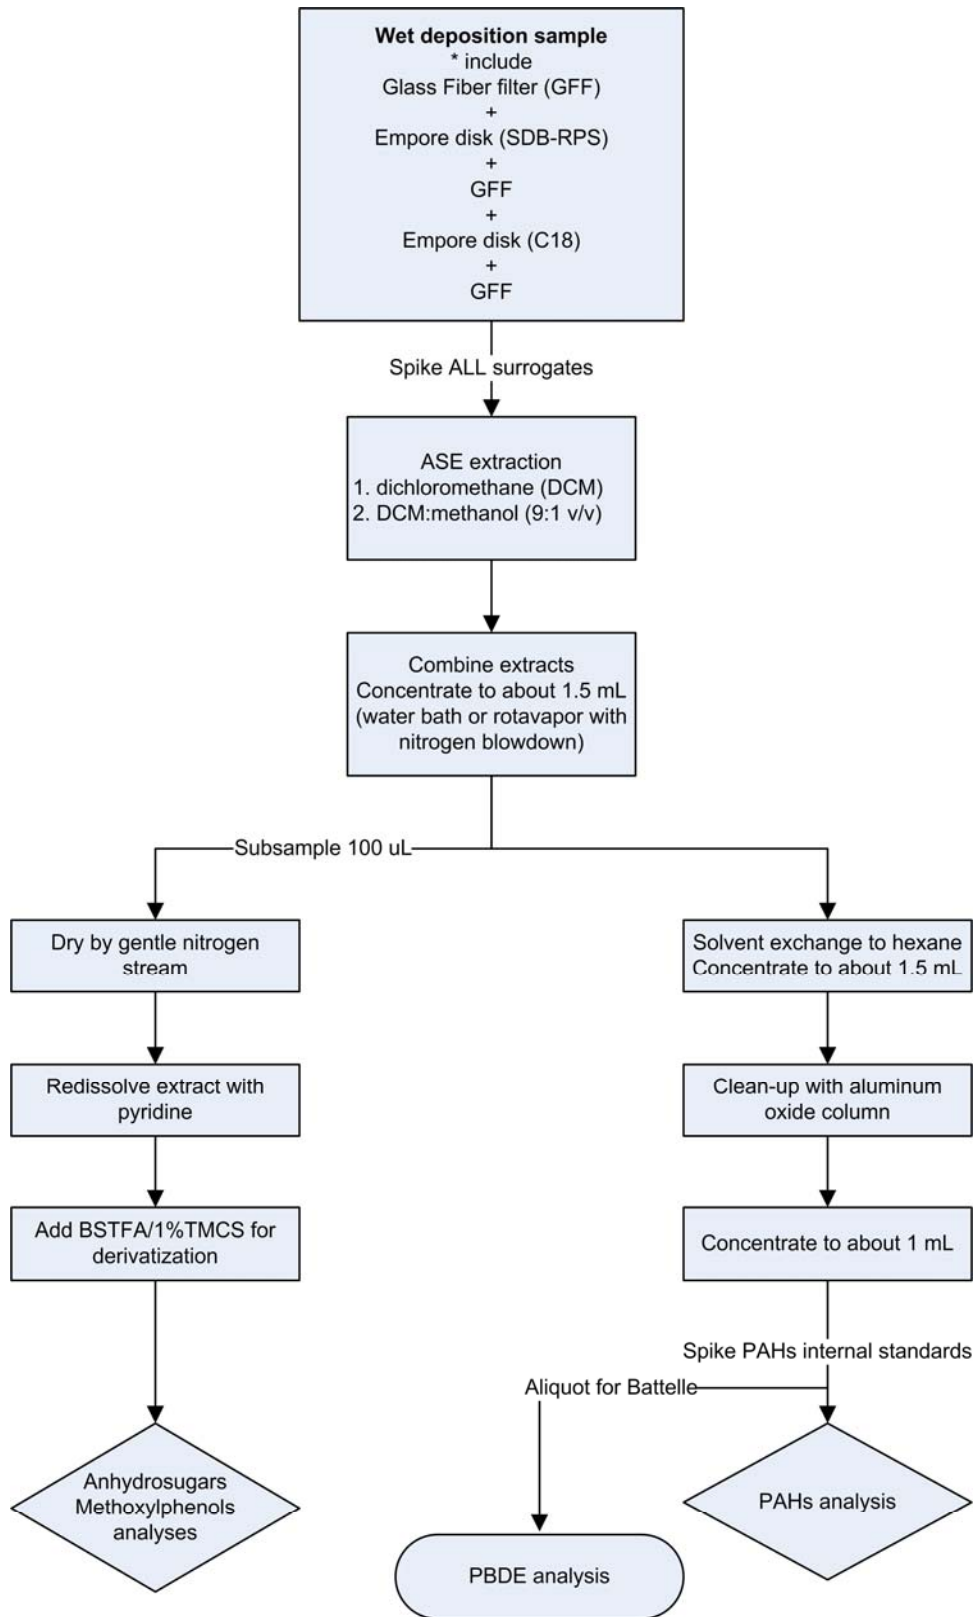 Wet deposition sample
* include
Glass Fiber filter (GFF)
+
Empore disk (SDB-RPS)
+
GFF
+
Empore disk (C18)
+
GFF
Spike ALL surrogates
ASE extraction
1. dichloromethane (DCM)
2. DCM:methanol (9:1 v/v)
Combine extracts
Concentrate to about 1.5 mL
(water bath or rotavapor with
nitrogen blowdown)
Subsample 100 uL
Dry by gentle nitrogen
stream
Redissolve extract with
pyridine
Add BSTFA/1%TMCS for
derivatization
Anhydrosugars
Methoxylphenols
analyses
Solvent exchange to hexane
Concentrate to about 1.5 mL
Clean-up with aluminum
oxide column
Concentrate to about 1 mL
Spike PAHs internal standards
Aliquot for Battelle
PBDE analysis
PAHs analysis